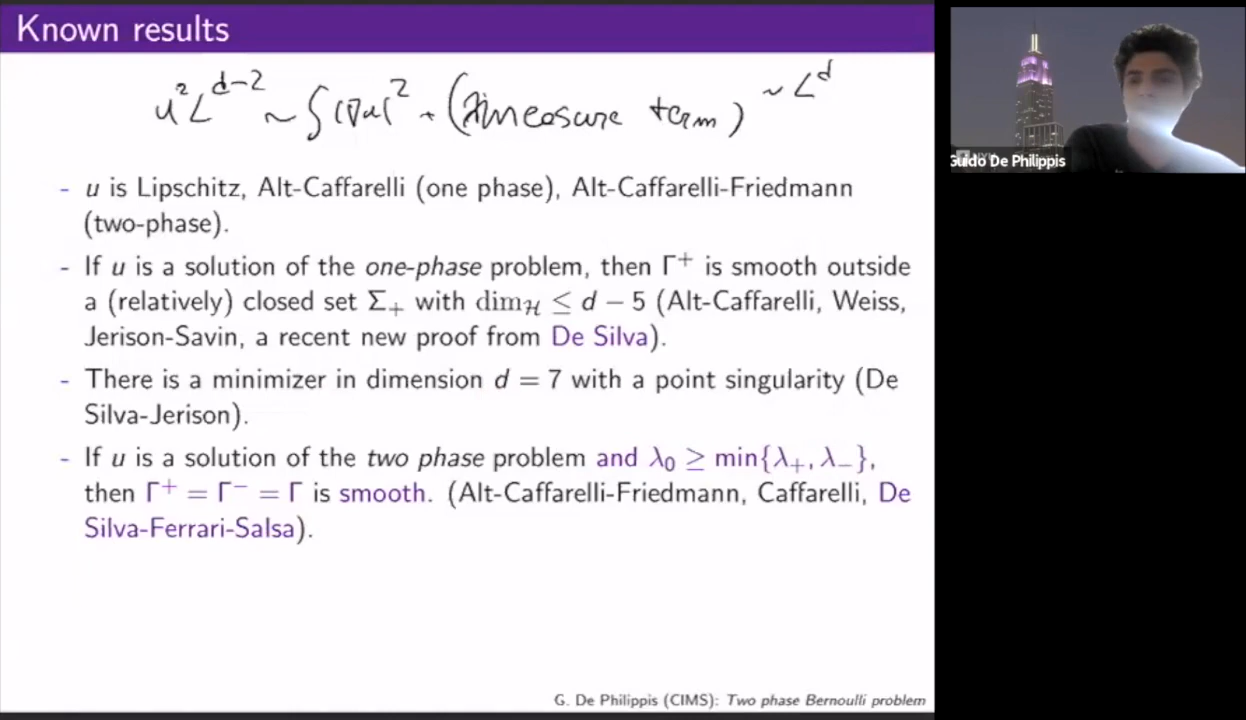 Known results
u² L^{d-2} ~ ∫|∇u|² + (measure term) ~ L^d
- u is Lipschitz, Alt-Caffarelli (one phase), Alt-Caffarelli-Friedmann
(two-phase).
- If u is a solution of the one-phase problem, then Γ⁺ is smooth outside
a (relatively) closed set Σ₊ with dim_ℋ ≤ d − 5 (Alt-Caffarelli, Weiss,
Jerison-Savin, a recent new proof from De Silva).
- There is a minimizer in dimension d = 7 with a point singularity (De
Silva-Jerison).
- If u is a solution of the two phase problem and λ₀ ≥ min{λ₊, λ₋},
then Γ⁺ = Γ⁻ = Γ is smooth. (Alt-Caffarelli-Friedmann, Caffarelli, De
Silva-Ferrari-Salsa).
G. De Philippis (CIMS): Two phase Bernoulli problem
Guido De Philippis